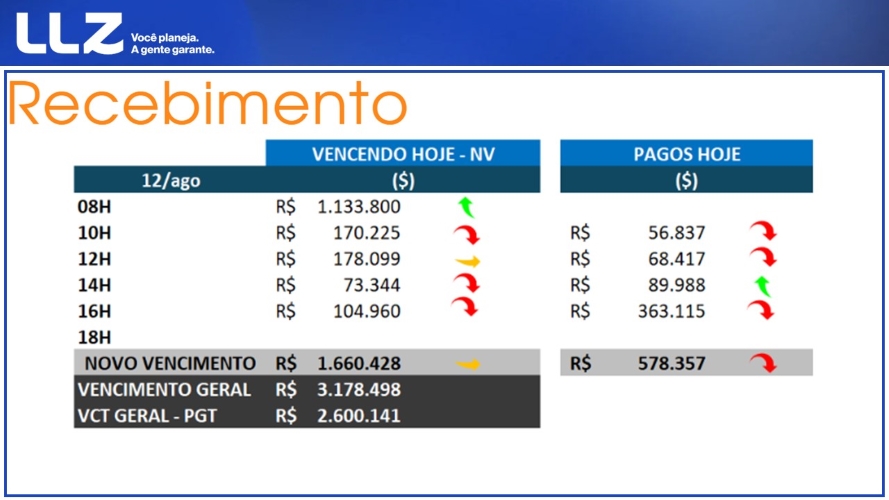 LLZ
Você planeja.
A gente garante.
Recebimento
VENCENDO HOJE - NV PAGOS HOJE
12/ago ($) ($)
08H R$ 1.133.800
10H R$ 170.225 R$ 56.837
12H R$ 178.099 R$ 68.417
14H R$ 73.344 R$ 89.988
16H R$ 104.960 R$ 363.115
18H
NOVO VENCIMENTO R$ 1.660.428 R$ 578.357
VENCIMENTO GERAL R$ 3.178.498
VCT GERAL - PGT R$ 2.600.141